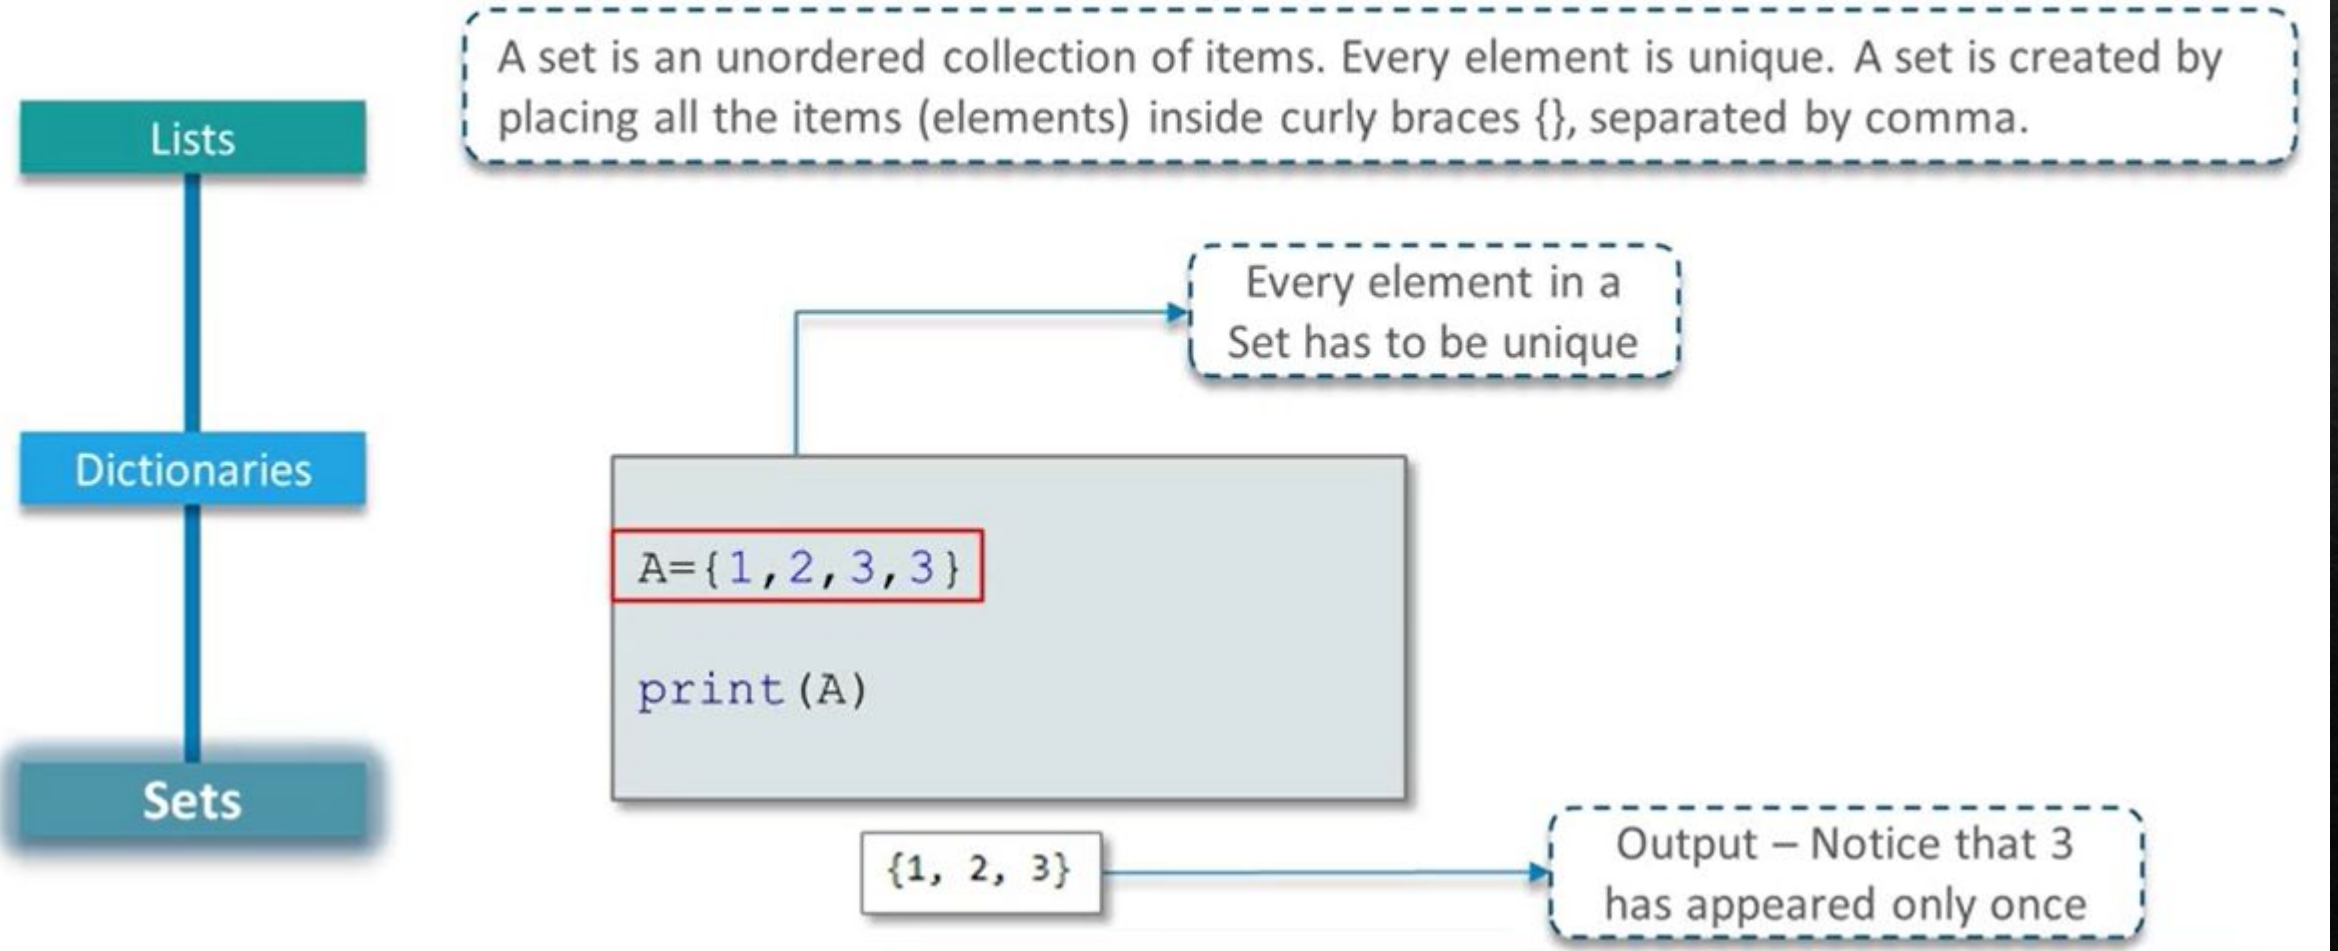 A set is an unordered collection of items. Every element is unique. A set is created by
placing all the items (elements) inside curly braces {}, separated by comma.
Lists
Dictionaries
Sets
Every element in a
Set has to be unique
A={1,2,3,3}
print(A)
{1, 2, 3}
Output – Notice that 3
has appeared only once